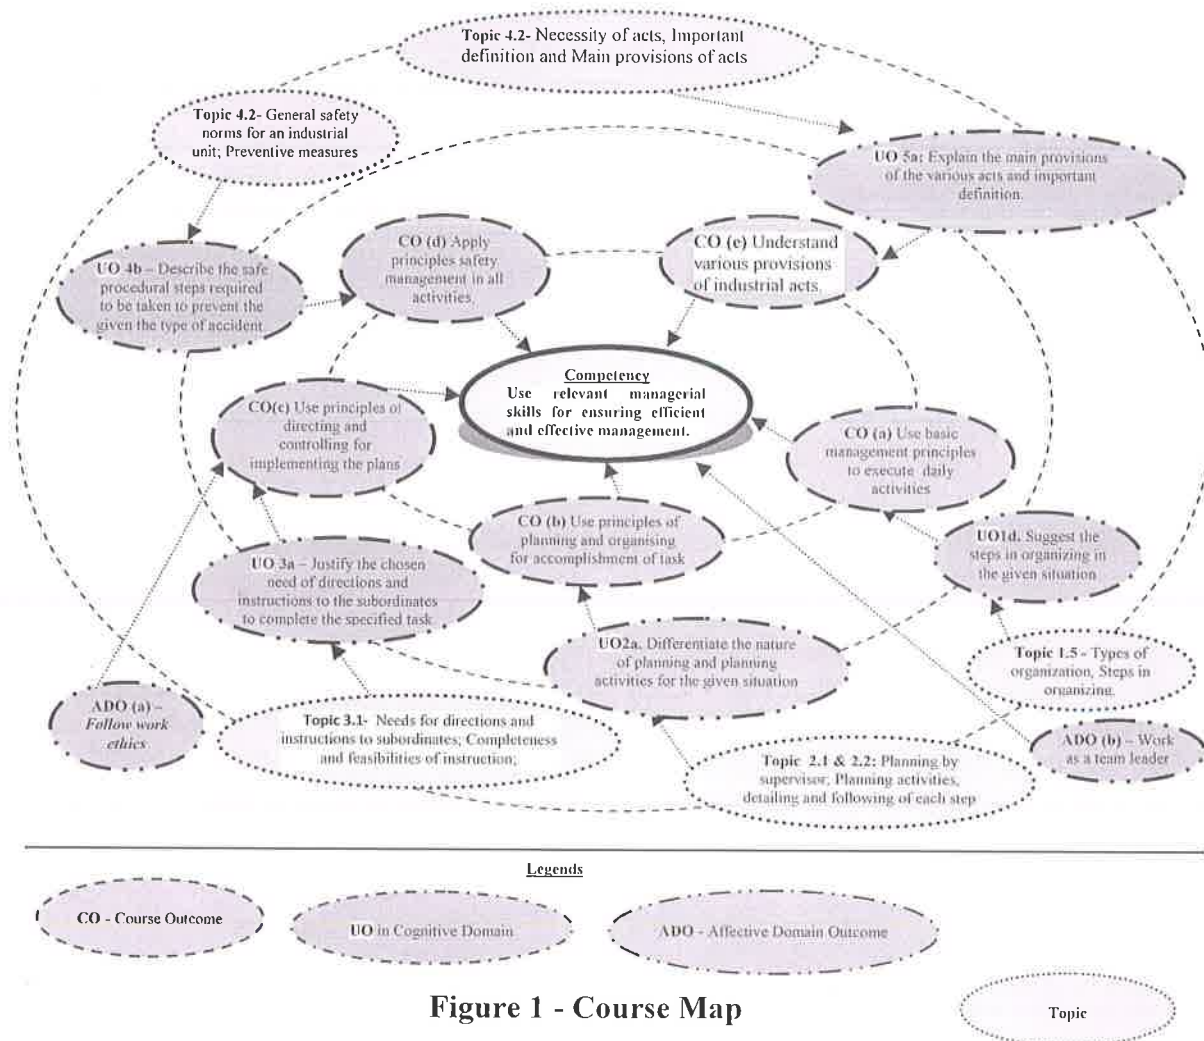 Topic 4.2- Necessity of acts, Important
definition and Main provisions of acts
Topic 4.2- General safety
norms for an industrial
unit; Preventive measures
UO 5a: Explain the main provisions
of the various acts and important
definition.
UO 4b – Describe the safe
procedural steps required
to be taken to prevent the
given the type of accident
CO (d) Apply
principles safety
management in all
activities.
CO (e) Understand
various provisions
of industrial acts.
Competency
Use relevant managerial
skills for ensuring efficient
and effective management.
CO(c) Use principles of
directing and
controlling for
implementing the plans
CO (a) Use basic
management principles
to execute daily
activities
CO (b) Use principles of
planning and organising
for accomplishment of task
UO1d. Suggest the
steps in organizing in
the given situation
UO 3a – Justify the chosen
need of directions and
instructions to the subordinates
to complete the specified task
UO2a. Differentiate the nature
of planning and planning
activities for the given situation
Topic 1.5 - Types of
organization, Steps in
organizing.
ADO (a) –
Follow work
ethics
Topic 3.1- Needs for directions and
instructions to subordinates; Completeness
and feasibilities of instruction;
Topic 2.1 & 2.2: Planning by
supervisor; Planning activities,
detailing and following of each step
ADO (b) – Work
as a team leader
Legends
CO - Course Outcome
UO in Cognitive Domain
ADO - Affective Domain Outcome
Topic
Figure 1 - Course Map